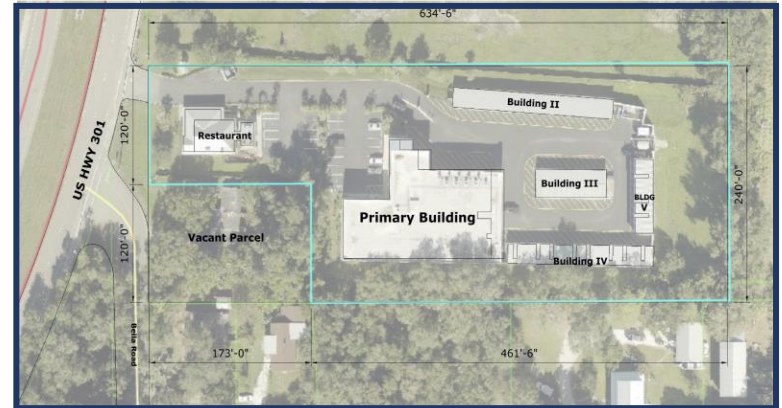 634'-6"
Building II
Restaurant
120'-0"
US HWY 301
Building III
BLDG
V
240'-0"
Primary Building
Vacant Parcel
120'-0"
Building IV
Bella Road
173'-0"
461'-6"